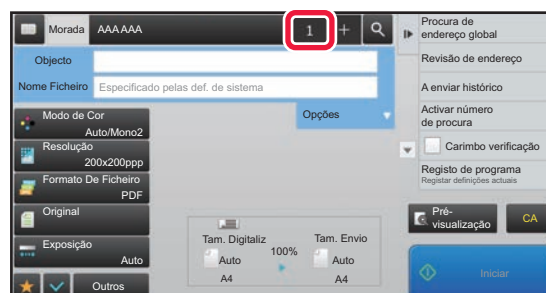 Morada AAAAAA 1 +
Objecto
Nome Ficheiro Especificado pelas def. de sistema
Opções
Modo de Cor
Auto/Mono2
Resolução
200x200ppp
Formato De Ficheiro
PDF
Original
Exposição
Auto
Outros
Tam. Digitaliz
Auto
A4
100%
Tam. Envio
Auto
A4
Procura de
endereço global
Revisão de endereço
A enviar histórico
Activar número
de procura
Carimbo verificação
Registo de programa
Registar definições actuais
Pré-
visualização
CA
Iniciar